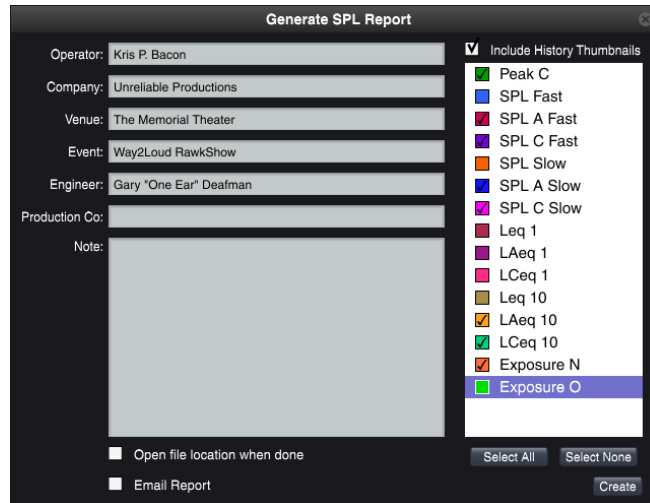 Generate SPL Report
Operator: Kris P. Bacon
Company: Unreliable Productions
Venue: The Memorial Theater
Event: Way2Loud RawkShow
Engineer: Gary "One Ear" Deafman
Production Co:
Note:
Open file location when done
Email Report
Include History Thumbnails
Peak C
SPL Fast
SPL A Fast
SPL C Fast
SPL Slow
SPL A Slow
SPL C Slow
Leq 1
LAeq 1
LCeq 1
Leq 10
LAeq 10
LCeq 10
Exposure N
Exposure O
Select All Select None
Create